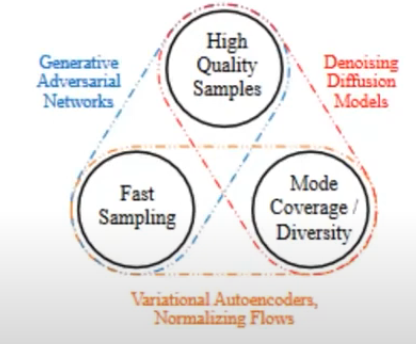 High
Quality
Samples
Generative
Adversarial
Networks
Denoising
Diffusion
Models
Fast
Sampling
Mode
Coverage /
Diversity
Variational Autoencoders,
Normalizing Flows